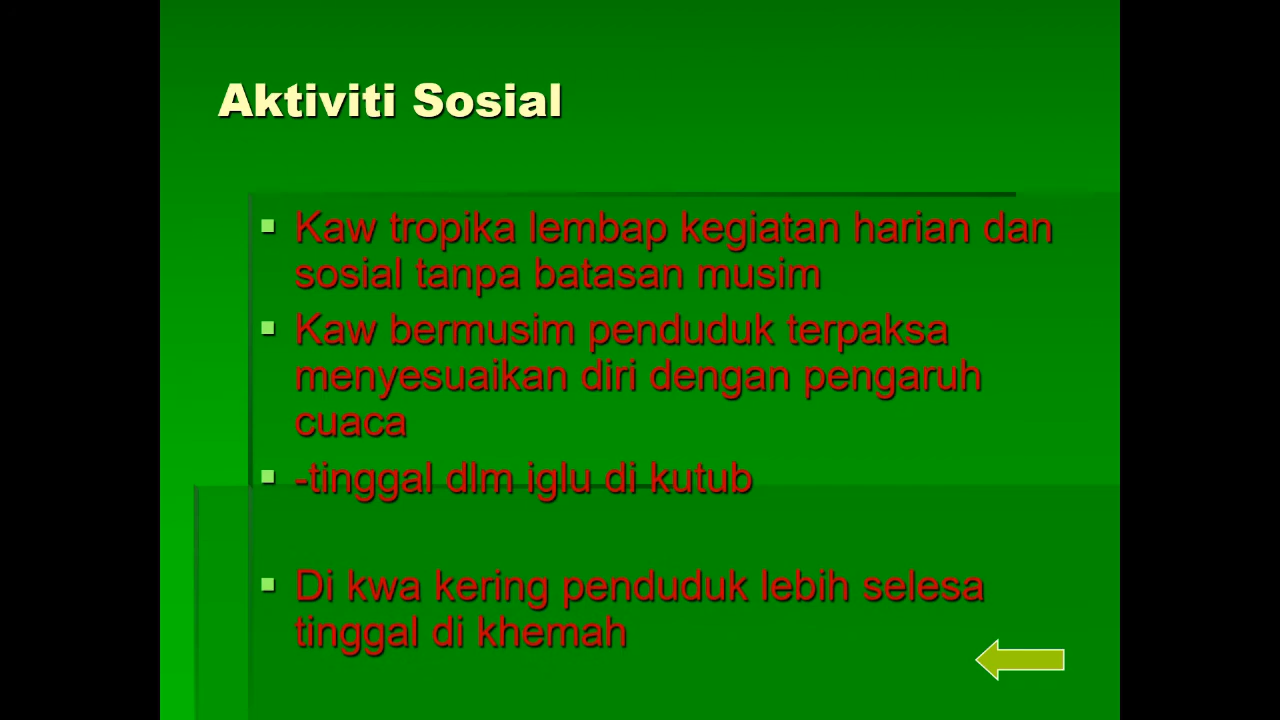 Aktiviti Sosial
Kaw tropika lembap kegiatan harian dan
sosial tanpa batasan musim
Kaw bermusim penduduk terpaksa
menyesuaikan diri dengan pengaruh
cuaca
-tinggal dlm iglu di kutub
Di kwa kering penduduk lebih selesa
tinggal di khemah